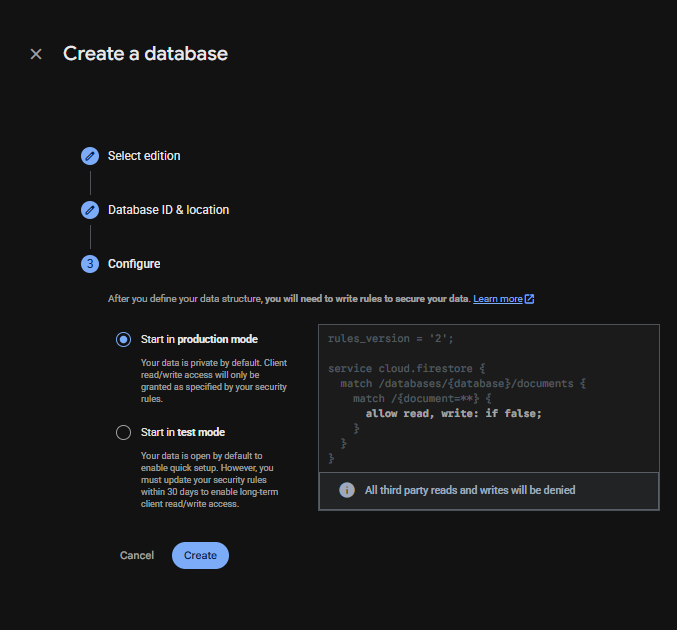 Create a database
Select edition
Database ID & location
3 Configure
After you define your data structure, you will need to write rules to secure your data. Learn more
Start in production mode
Your data is private by default. Client
read/write access will only be
granted as specified by your security
rules.
Start in test mode
Your data is open by default to
enable quick setup. However, you
must update your security rules
within 30 days to enable long-term
client read/write access.
rules_version = '2';
service cloud.firestore {
match /databases/{database}/documents {
match /{document=**} {
allow read, write: if false;
}
}
}
All third party reads and writes will be denied
Cancel
Create